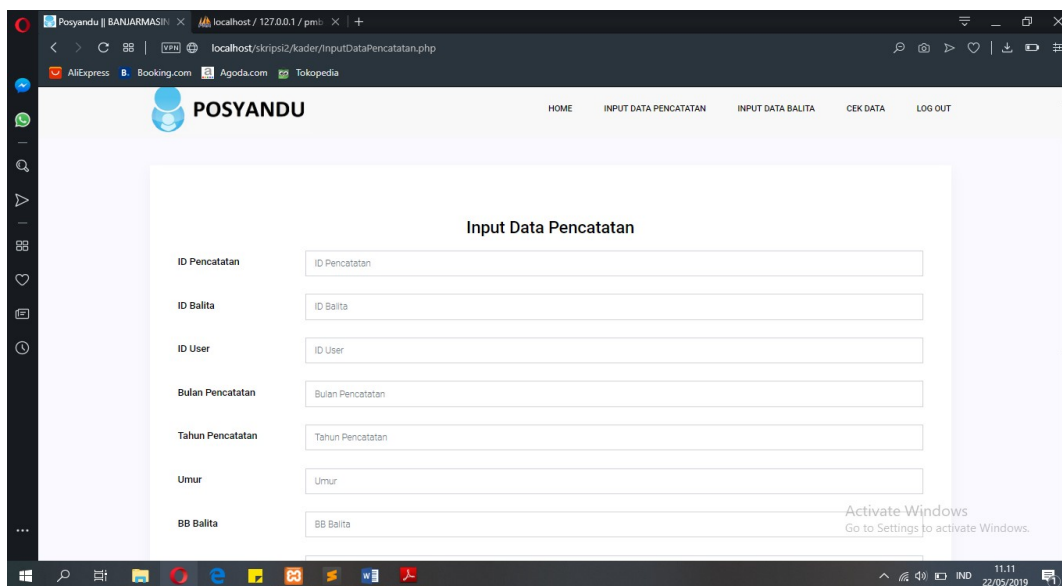 Posyandu || BANJARMASIN
localhost / 127.0.0.1 / pmb
VPN
localhost/skripsi2/kader/InputDataPencatatan.php
AliExpress
B. Booking.com
a Agoda.com
Tokopedia
POSYANDU
HOME
INPUT DATA PENCATATAN
INPUT DATA BALITA
CEK DATA
LOG OUT
Input Data Pencatatan
ID Pencatatan
ID Pencatatan
ID Balita
ID Balita
ID User
ID User
Bulan Pencatatan
Bulan Pencatatan
Tahun Pencatatan
Tahun Pencatatan
Umur
Umur
BB Balita
BB Balita
Activate Windows
Go to Settings to activate Windows.
IND
11.11
22/05/2019